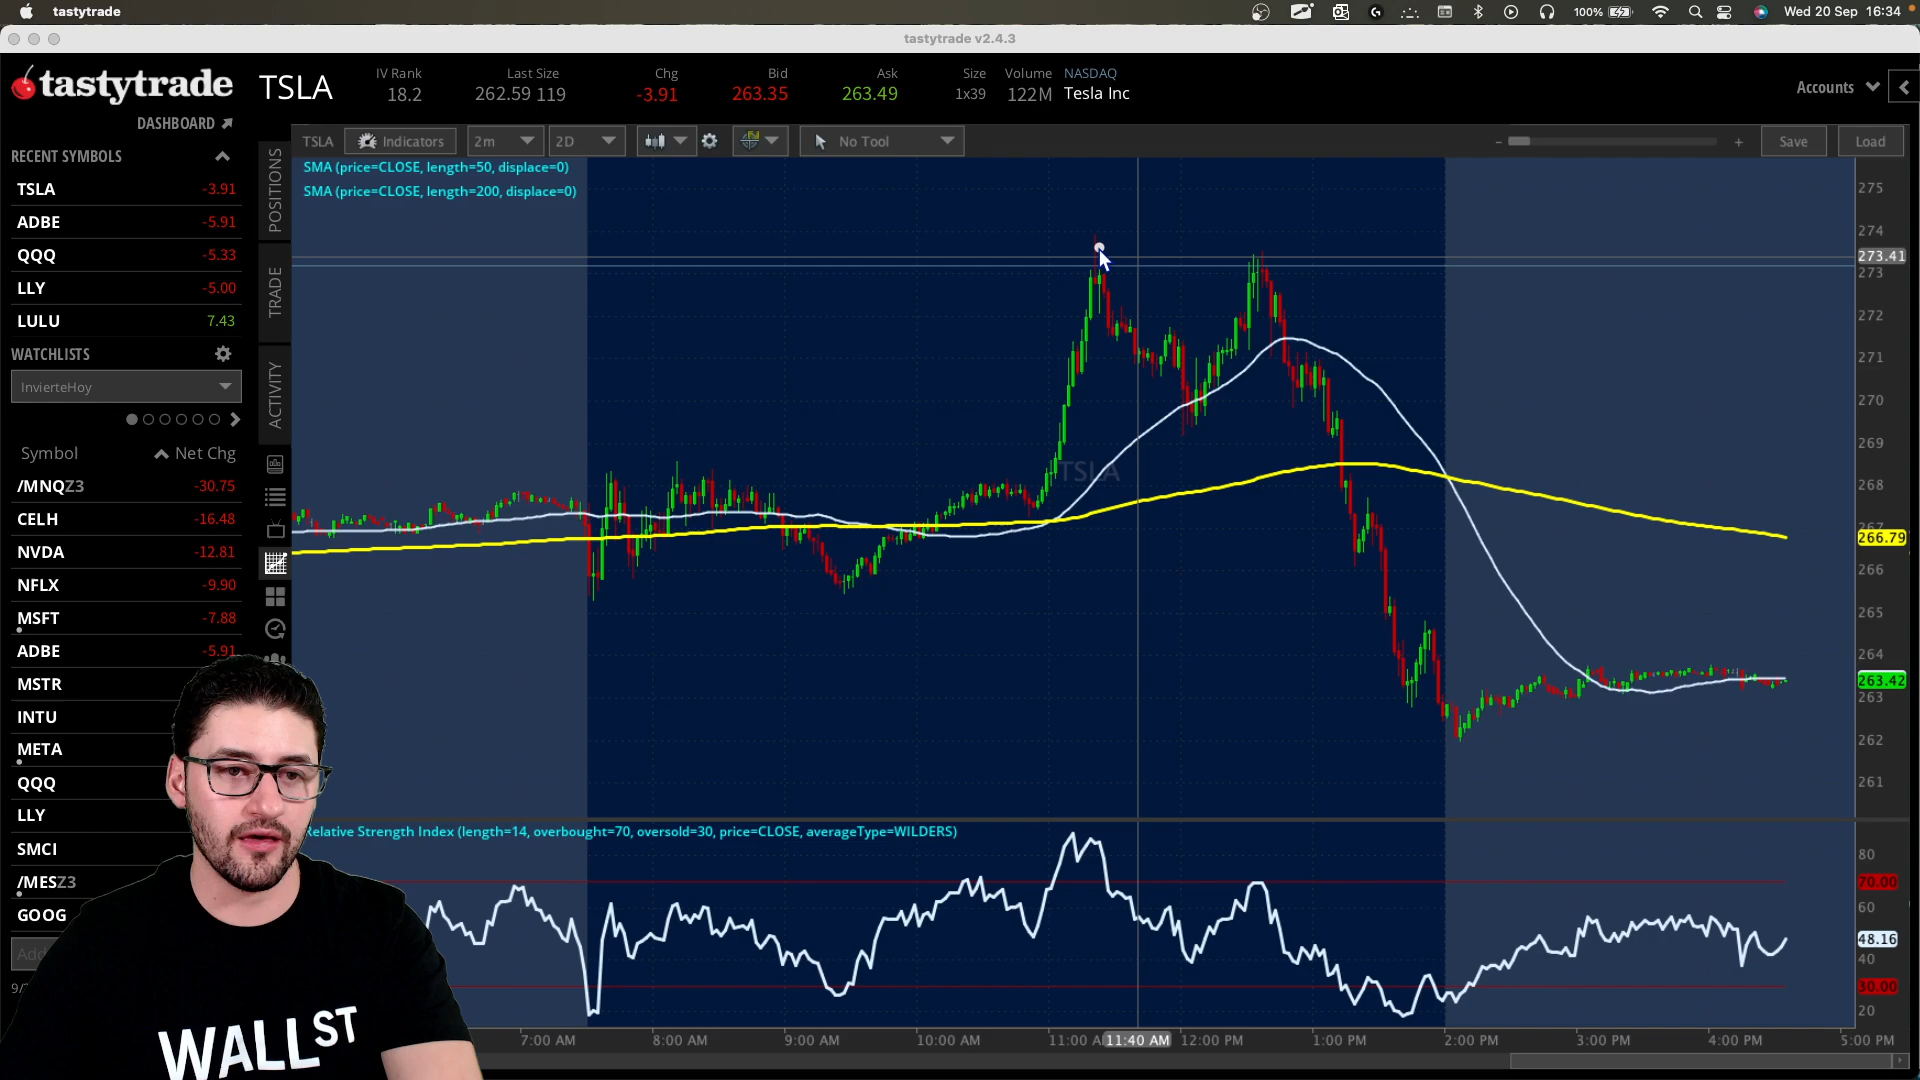 tastytrade
100%
Wed 20 Sep 16:34
tastytrade v2.4.3
tastytrade
DASHBOARD
TSLA
IV Rank
18.2
Last Size
262.59 119
Chg
-3.91
Bid
263.35
Ask
263.49
Size
1x39
Volume
122M
NASDAQ
Tesla Inc
Accounts
RECENT SYMBOLS
TSLA -3.91
ADBE -5.91
QQQ -5.33
LLY -5.00
LULU 7.43
WATCHLISTS
InvierteHoy
Symbol Net Chg
/MNQZ3 -30.75
CELH -16.48
NVDA -12.81
NFLX -9.90
MSFT -7.88
ADBE -5.91
MSTR
INTU
META
QQQ
LLY
SMCI
/MESZ3
GOOG
Add
9/
POSITIONS
TRADE
ACTIVITY
TSLA Indicators 2m 2D No Tool - + Save Load
SMA (price=CLOSE, length=50, displace=0)
SMA (price=CLOSE, length=200, displace=0)
TSLA
275
274
273.41
273
272
271
270
269
268
267
266.79
266
265
264
263.42
263
262
261
Relative Strength Index (length=14, overbought=70, oversold=30, price=CLOSE, averageType=WILDERS)
80
70.00
60
48.16
40
30.00
20
7:00 AM 8:00 AM 9:00 AM 10:00 AM 11:00 A 11:40 AM 12:00 PM 1:00 PM 2:00 PM 3:00 PM 4:00 PM 5:00 PM
WALL ST